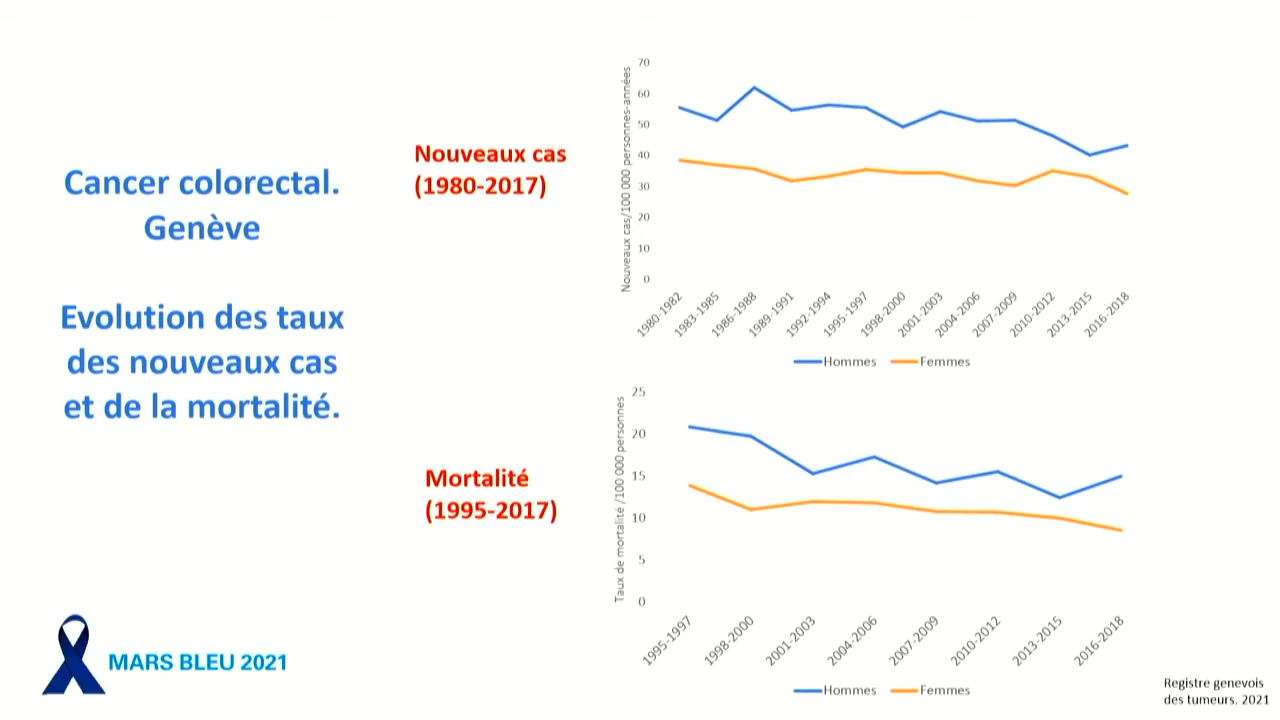 Cancer colorectal.
Genève
Evolution des taux
des nouveaux cas
et de la mortalité.
Nouveaux cas
(1980-2017)
Nouveaux cas/100 000 personnes-années
70
60
50
40
30
20
10
0
1980-1982
1983-1985
1986-1988
1989-1991
1992-1994
1995-1997
1998-2000
2001-2003
2004-2006
2007-2009
2010-2012
2013-2015
2016-2018
Hommes Femmes
Mortalité
(1995-2017)
Taux de mortalité /100 000 personnes
25
20
15
10
5
0
1995-1997
1998-2000
2001-2003
2004-2006
2007-2009
2010-2012
2013-2015
2016-2018
Hommes Femmes
MARS BLEU 2021
Registre genevois
des tumeurs. 2021